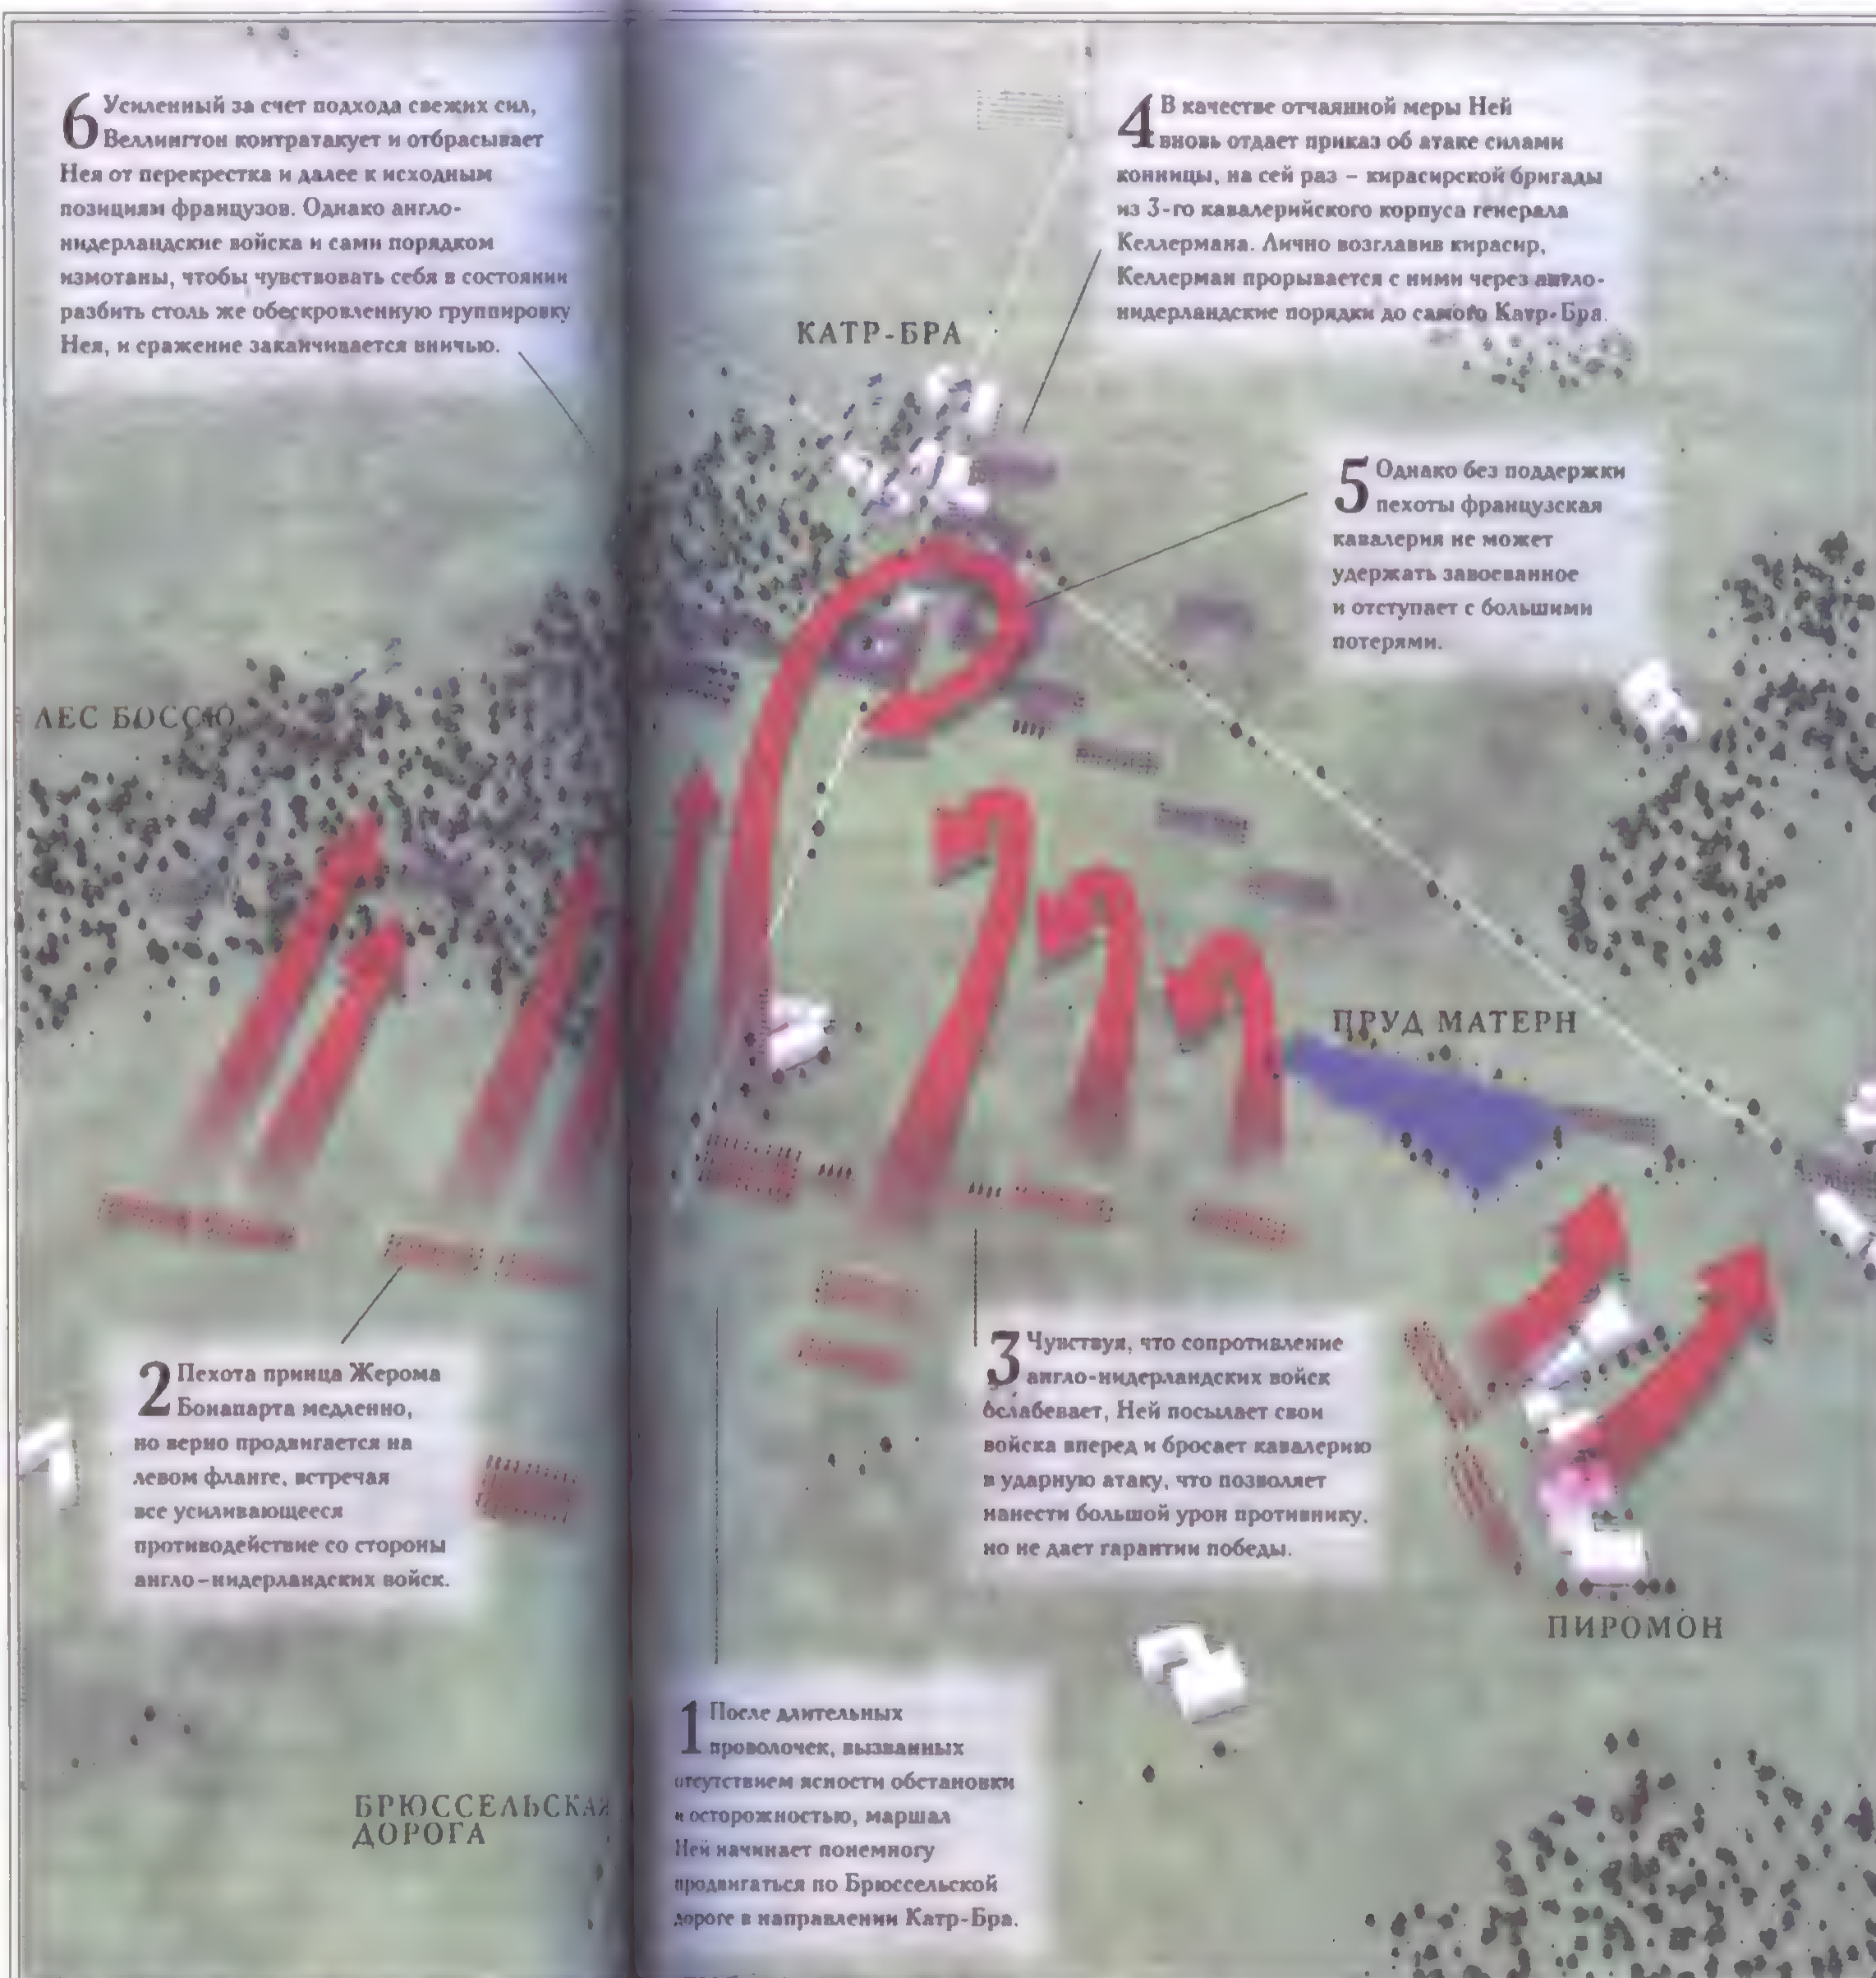 6 Усиленный за счет подхода свежих сил,
Веллингтон контратакует и отбрасывает
Нея от перекрестка и далее к исходным
позициям французов. Однако англо-
нидерландские войска и сами порядком
измотаны, чтобы чувствовать себя в состоянии
разбить столь же обескровленную группировку
Нея, и сражение заканчивается вничью.
4 В качестве отчаянной меры Ней
вновь отдает приказ об атаке силами
конницы, на сей раз – кирасирской бригады
из 3-го кавалерийского корпуса генерала
Келлермана. Лично возглавив кирасир,
Келлерман прорывается с ними через англо-
нидерландские порядки до самого Катр-Бра.
КАТР-БРА
5 Однако без поддержки
пехоты французская
кавалерия не может
удержать завоеванное
и отступает с большими
потерями.
ЛЕС БОССЮ
ПРУД МАТЕРН
2 Пехота принца Жерома
Бонапарта медленно,
но верно продвигается на
левом фланге, встречая
все усиливающееся
противодействие со стороны
англо-нидерландских войск.
3 Чувствуя, что сопротивление
англо-нидерландских войск
ослабевает, Ней посылает свои
войска вперед и бросает кавалерию
в ударную атаку, что позволяет
нанести большой урон противнику,
но не дает гарантии победы.
ПИРОМОН
1 После длительных
проволочек, вызванных
отсутствием ясности обстановки
и осторожностью, маршал
Ней начинает понемногу
продвигаться по Брюссельской
дороге в направлении Катр-Бра.
БРЮССЕЛЬСКАЯ
ДОРОГА